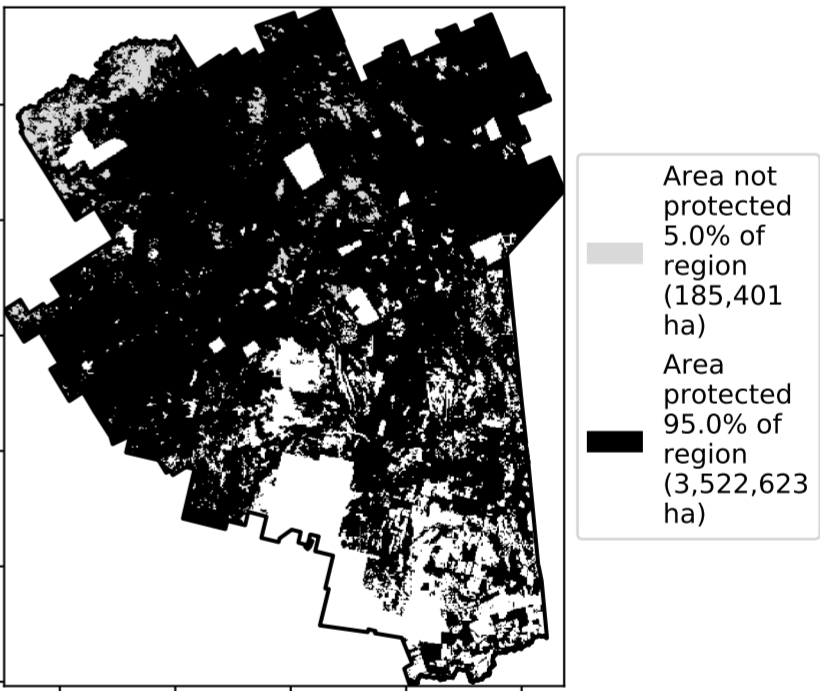 Area not
protected
5.0% of
region
(185,401
ha)
Area
protected
95.0% of
region
(3,522,623
ha)